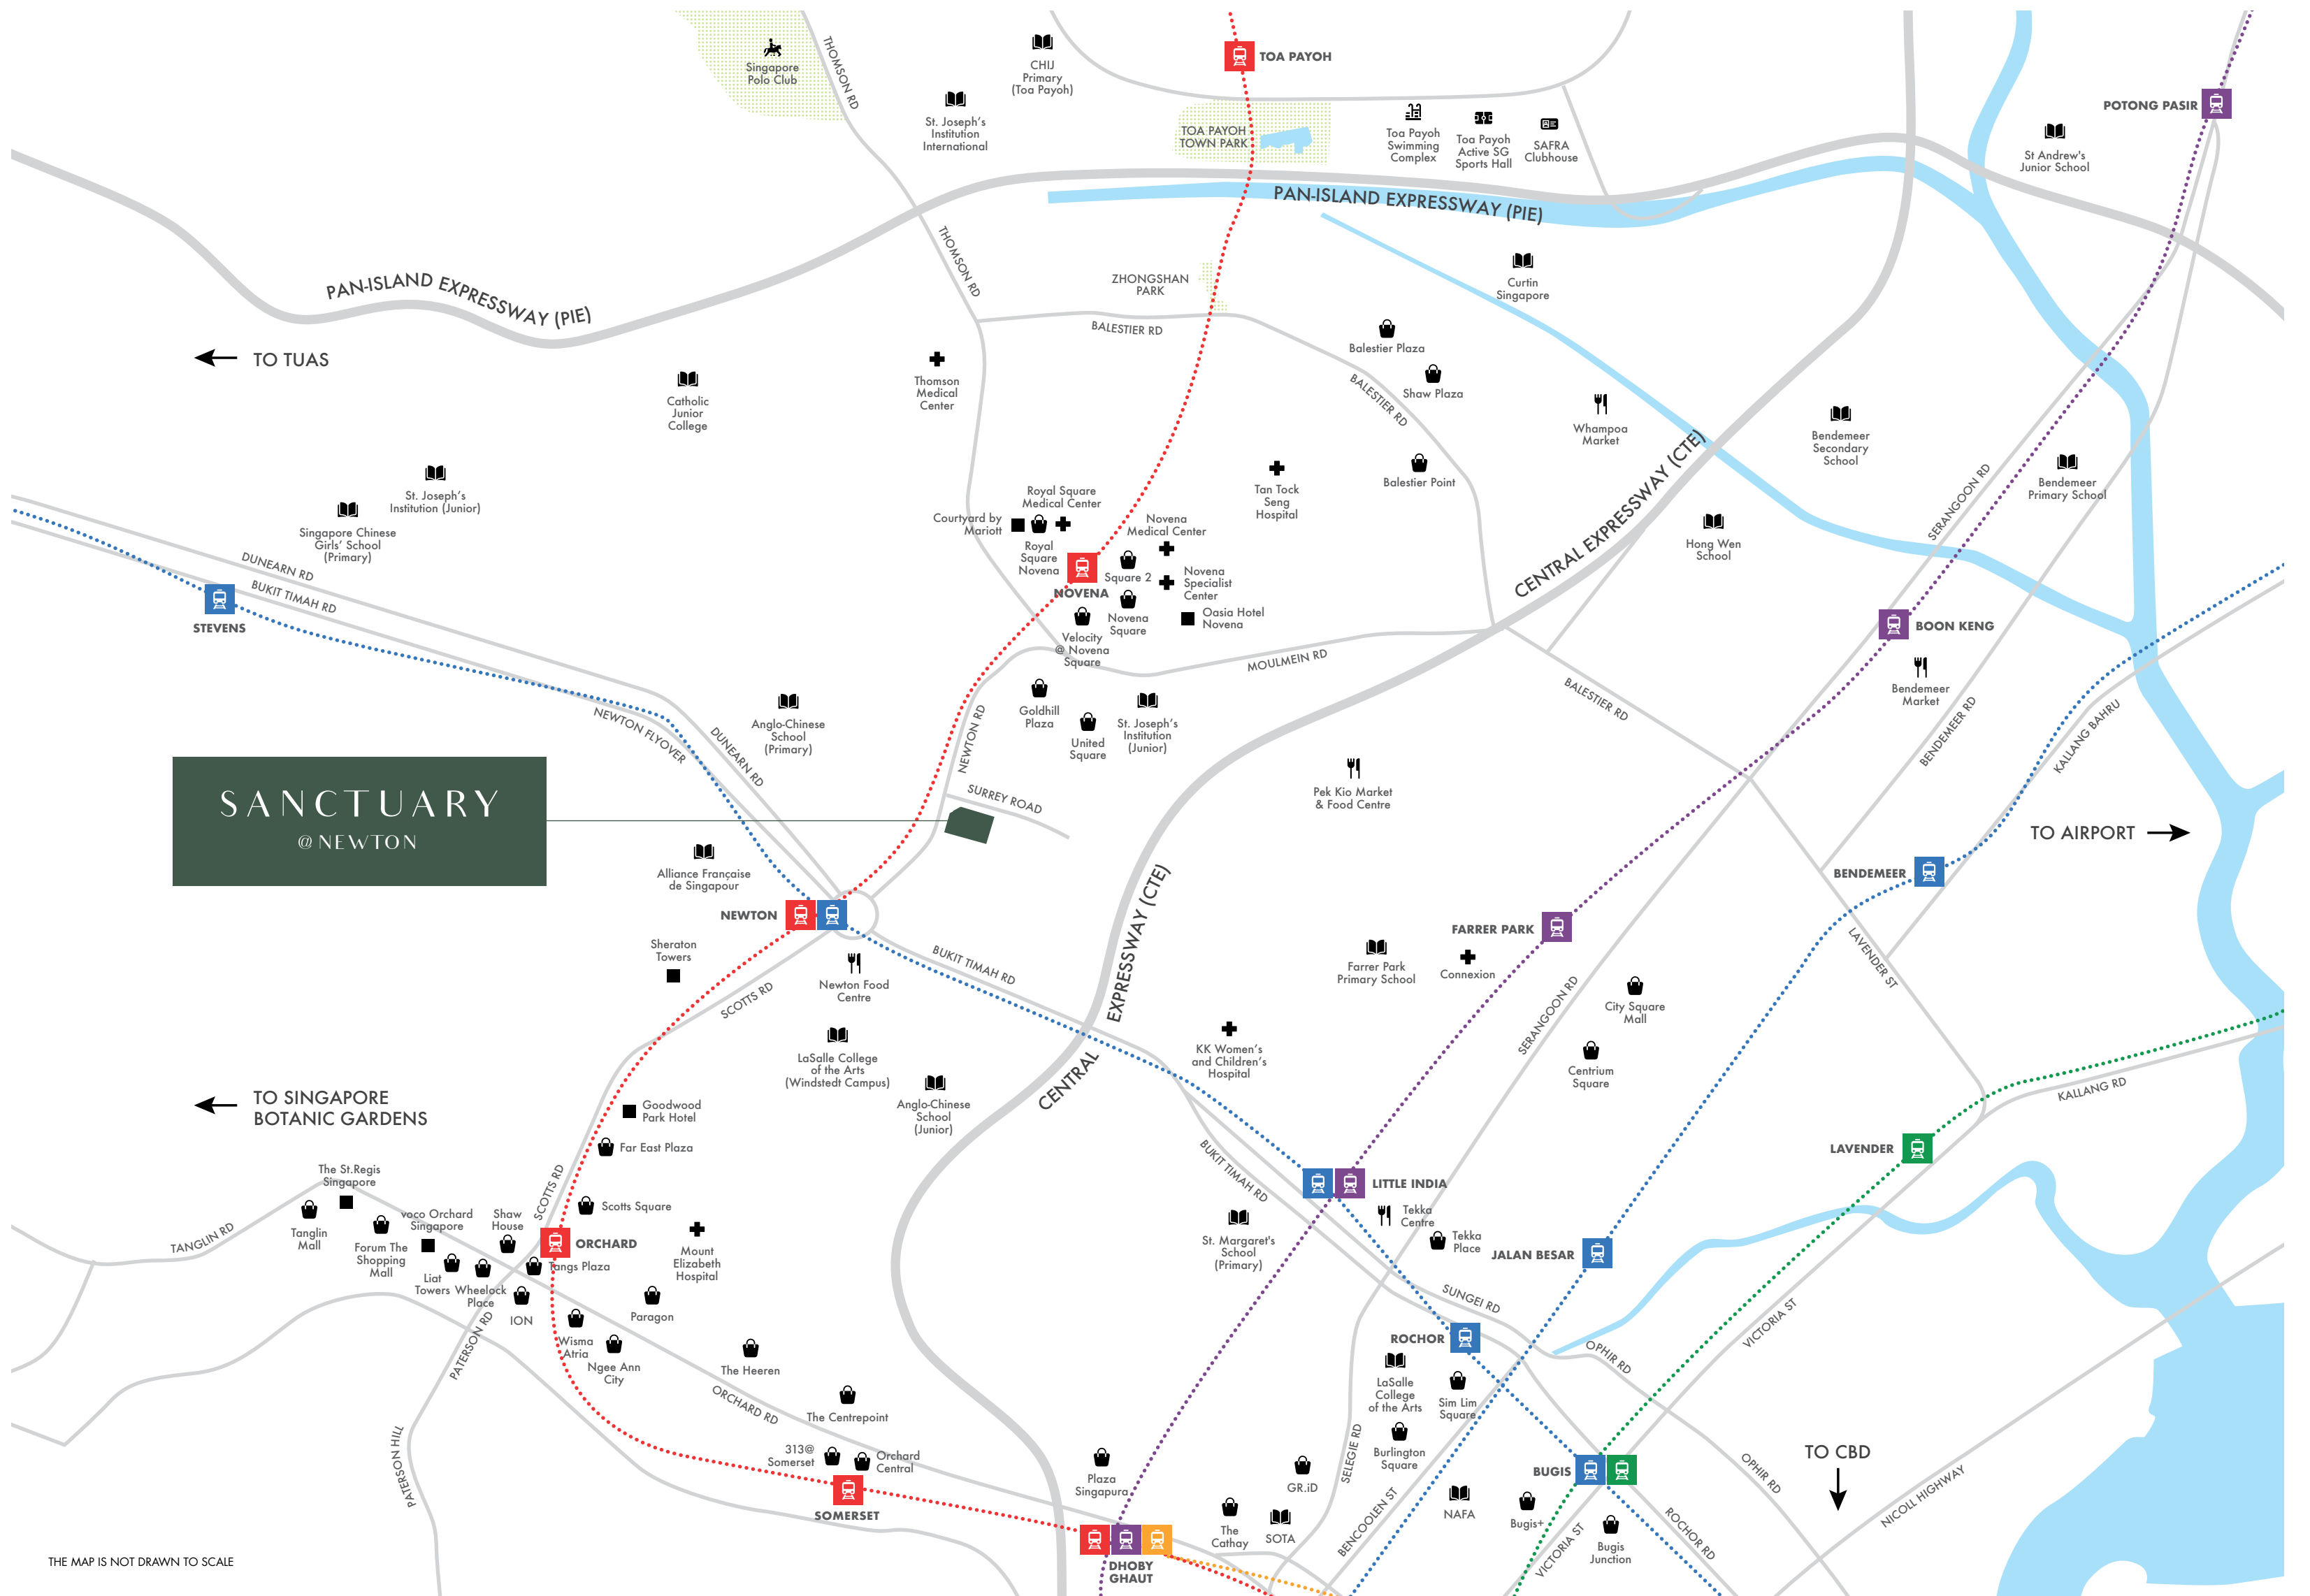 Singapore
Polo Club
THOMSON RD
CHIJ
Primary
(Toa Payoh)
St. Joseph's
Institution
International
TOA PAYOH
TOA PAYOH
TOWN PARK
Toa Payoh
Swimming
Complex
Toa Payoh
Active SG
Sports Hall
SAFRA
Clubhouse
POTONG PASIR
St Andrew's
Junior School
PAN-ISLAND EXPRESSWAY (PIE)
THOMSON RD
ZHONGSHAN
PARK
Curtin
Singapore
PAN-ISLAND EXPRESSWAY (PIE)
BALESTIER RD
Balestier Plaza
TO TUAS
Thomson
Medical
Center
Catholic
Junior
College
BALESTIER RD
Shaw Plaza
Whampoa
Market
Bendemeer
Secondary
School
CENTRAL EXPRESSWAY (CTE)
Balestier Point
Bendemeer
Primary School
SERANGOON RD
St. Joseph's
Institution (Junior)
Singapore Chinese
Girls' School
(Primary)
Royal Square
Medical Center
Courtyard by
Mariott
Royal
Square
Novena
Novena
Medical Center
Tan Tock
Seng
Hospital
Hong Wen
School
DUNEARN RD
BUKIT TIMAH RD
STEVENS
NOVENA
Square 2
Novena
Specialist
Center
Novena
Square
Oasia Hotel
Novena
Velocity
@ Novena
Square
BOON KENG
MOULMEIN RD
BALESTIER RD
Bendemeer
Market
BENDEMEER RD
KALLANG BAHRU
NEWTON FLYOVER
DUNEARN RD
Anglo-Chinese
School
(Primary)
NEWTON RD
Goldhill
Plaza
United
Square
St. Joseph's
Institution
(Junior)
SURREY ROAD
Pek Kio Market
& Food Centre
SANCTUARY
@ NEWTON
TO AIRPORT
Alliance Française
de Singapour
BENDEMEER
NEWTON
Sheraton
Towers
SCOTTS RD
Newton Food
Centre
BUKIT TIMAH RD
CENTRAL
EXPRESSWAY (CTE)
FARRER PARK
Farrer Park
Primary School
Connexion
LAVENDER ST
SERANGOON RD
City Square
Mall
Centrium
Square
LaSalle College
of the Arts
(Windstedt Campus)
Anglo-Chinese
School
(Junior)
KK Women's
and Children's
Hospital
KALLANG RD
TO SINGAPORE
BOTANIC GARDENS
Goodwood
Park Hotel
Far East Plaza
LAVENDER
BUKIT TIMAH RD
LITTLE INDIA
The St.Regis
Singapore
TANGLIN RD
Tanglin
Mall
Forum The
Shopping
Mall
voco Orchard
Singapore
Shaw
House
SCOTTS RD
Scotts Square
ORCHARD
Mount
Elizabeth
Hospital
St. Margaret's
School
(Primary)
Tekka
Centre
Tekka
Place
JALAN BESAR
Liat
Towers
Wheelock
Place
Tangs Plaza
ION
PATERSON RD
Wisma
Atria
Ngee Ann
City
Paragon
The Heeren
SUNGEI RD
ROCHOR
OPHIR RD
VICTORIA ST
ORCHARD RD
The Centrepoint
LaSalle
College
of the Arts
Sim Lim
Square
PATERSON HILL
313@
Somerset
Orchard
Central
SOMERSET
Plaza
Singapura
GR.iD
SELEGIE RD
Burlington
Square
BUGIS
OPHIR RD
TO CBD
NICOLL HIGHWAY
The
Cathay
SOTA
BENCOOLEN ST
NAFA
Bugis+
Bugis
Junction
VICTORIA ST
ROCHOR RD
DHOBY
GHAUT
THE MAP IS NOT DRAWN TO SCALE